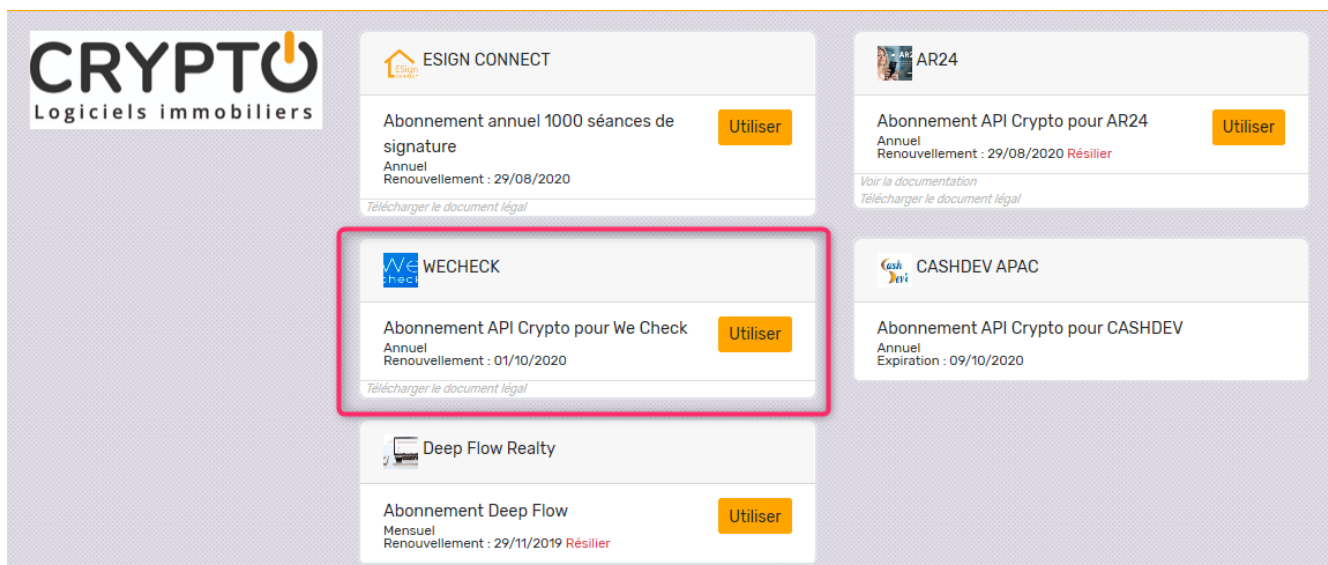 CRYPTO
Logiciels immobiliers
ESIGN CONNECT
Abonnement annuel 1000 séances de
signature
Annuel
Renouvellement : 29/08/2020
Utiliser
Télécharger le document légal
AR24
Abonnement API Crypto pour AR24
Annuel
Renouvellement : 29/08/2020 Résilier
Utiliser
Voir la documentation
Télécharger le document légal
We
check
WECHECK
Abonnement API Crypto pour We Check
Annuel
Renouvellement : 01/10/2020
Utiliser
Télécharger le document légal
Cash
Devi
CASHDEV APAC
Abonnement API Crypto pour CASHDEV
Annuel
Expiration : 09/10/2020
Deep Flow Realty
Abonnement Deep Flow
Mensuel
Renouvellement : 29/11/2019 Résilier
Utiliser